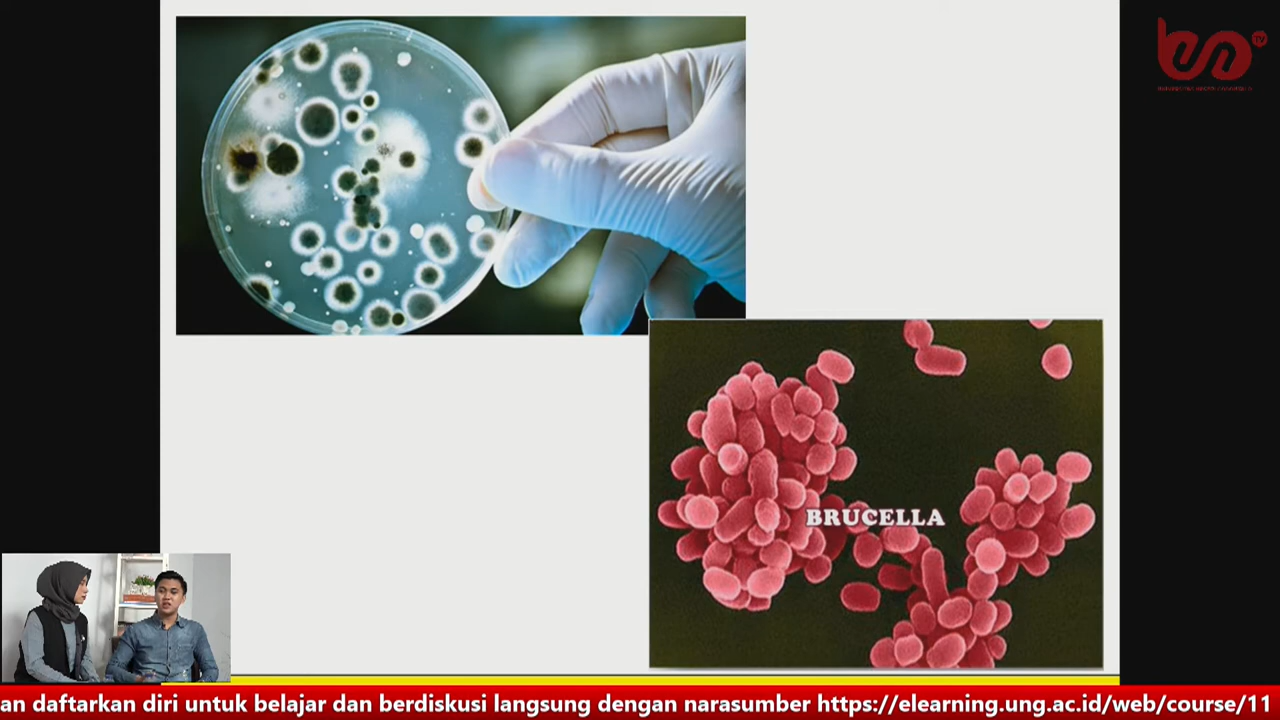 TV
BRUCELLA
an daftarkan diri untuk belajar dan berdiskusi langsung dengan narasumber https://elearning.ung.ac.id/web/course/11